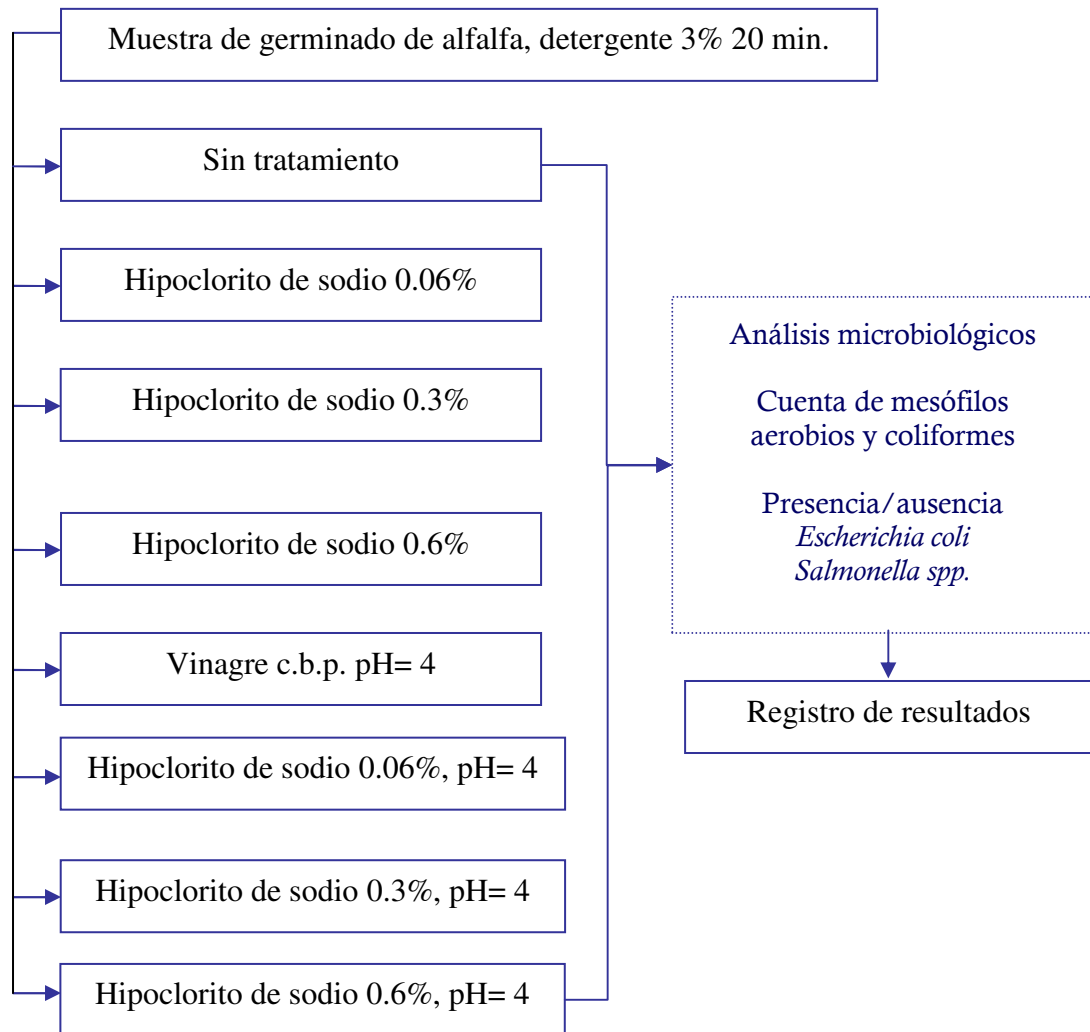 Muestra de germinado de alfalfa, detergente 3% 20 min.
Sin tratamiento
Hipoclorito de sodio 0.06%
Hipoclorito de sodio 0.3%
Hipoclorito de sodio 0.6%
Vinagre c.b.p. pH= 4
Hipoclorito de sodio 0.06%, pH= 4
Hipoclorito de sodio 0.3%, pH= 4
Hipoclorito de sodio 0.6%, pH= 4
Análisis microbiológicos
Cuenta de mesófilos
aerobios y coliformes
Presencia/ausencia
Escherichia coli
Salmonella spp.
Registro de resultados